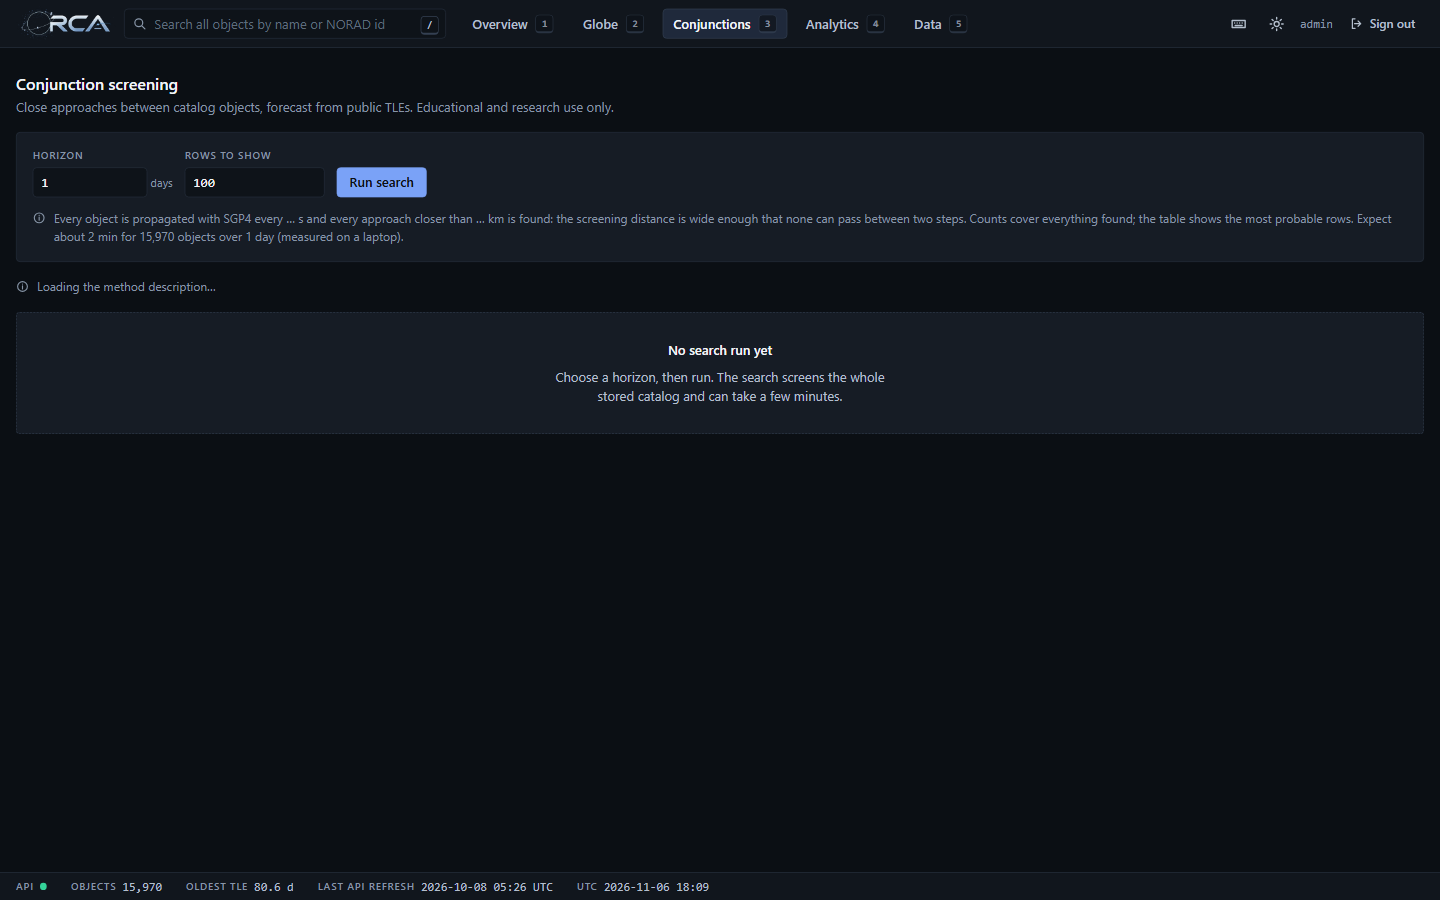 ORCA
Search all objects by name or NORAD id /
Overview 1 Globe 2 Conjunctions 3 Analytics 4 Data 5
admin Sign out
Conjunction screening
Close approaches between catalog objects, forecast from public TLEs. Educational and research use only.
HORIZON ROWS TO SHOW
1 days 100 Run search
Every object is propagated with SGP4 every ... s and every approach closer than ... km is found: the screening distance is wide enough that none can pass between two steps. Counts cover everything found; the table shows the most probable rows. Expect
about 2 min for 15,970 objects over 1 day (measured on a laptop).
Loading the method description...
No search run yet
Choose a horizon, then run. The search screens the whole
stored catalog and can take a few minutes.
API OBJECTS 15,970 OLDEST TLE 80.6 d LAST API REFRESH 2026-10-08 05:26 UTC UTC 2026-11-06 18:09